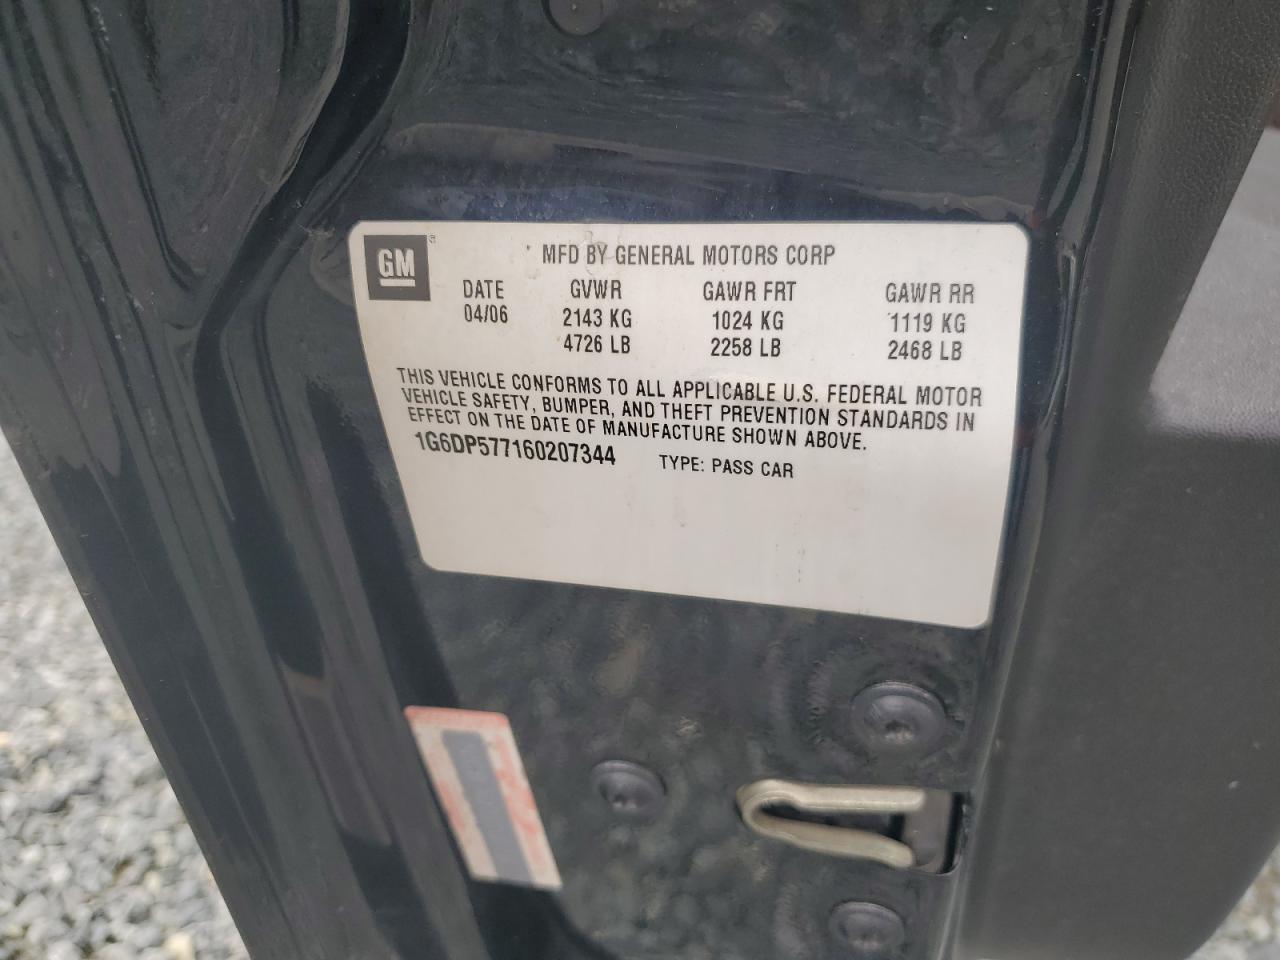 GM® MFD BY GENERAL MOTORS CORP
DATE GVWR GAWR FRT GAWR RR
04/06 2143 KG 1024 KG 1119 KG
4726 LB 2258 LB 2468 LB
THIS VEHICLE CONFORMS TO ALL APPLICABLE U.S. FEDERAL MOTOR
VEHICLE SAFETY, BUMPER, AND THEFT PREVENTION STANDARDS IN
EFFECT ON THE DATE OF MANUFACTURE SHOWN ABOVE.
1G6DP577160207344 TYPE: PASS CAR